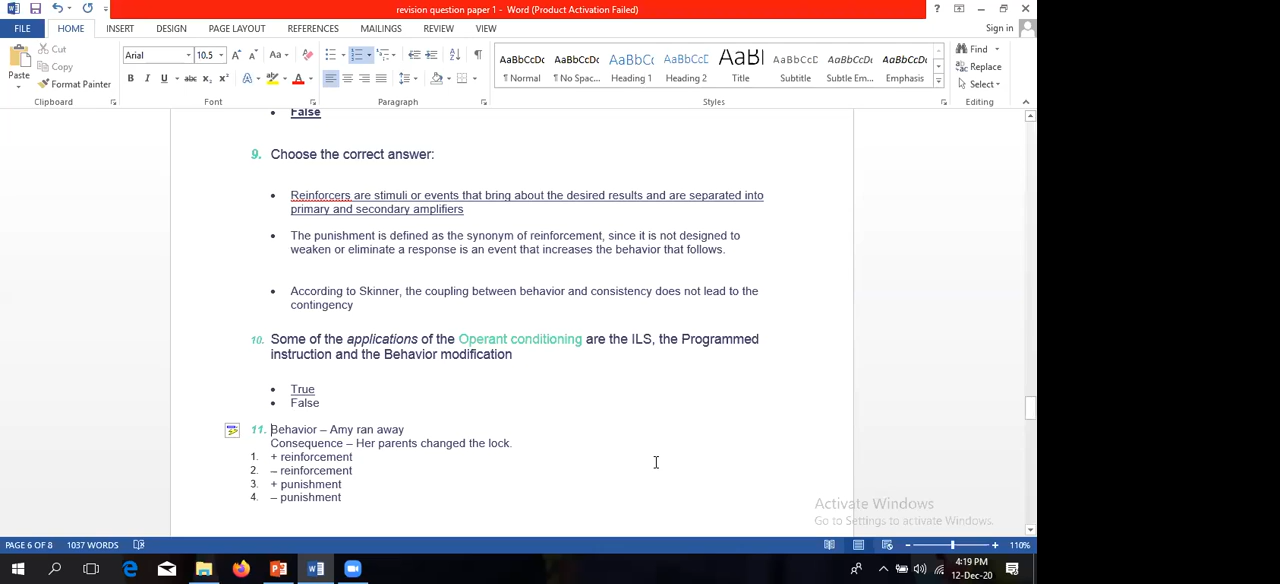 revision question paper 1 - Word (Product Activation Failed)
FILE HOME INSERT DESIGN PAGE LAYOUT REFERENCES MAILINGS REVIEW VIEW Sign in
Paste
Cut
Copy
Format Painter
Clipboard
Arial 10.5
Font
Paragraph
AaBbCcDc AaBbCcDc AaBbCc AaBbCcDc AaBl AaBbCcD AaBbCcDc AaBbCcDc
¶ Normal ¶ No Spac... Heading 1 Heading 2 Title Subtitle Subtle Em... Emphasis
Styles
Find
Replace
Select
Editing
False
9. Choose the correct answer:
• Reinforcers are stimuli or events that bring about the desired results and are separated into
primary and secondary amplifiers
• The punishment is defined as the synonym of reinforcement, since it is not designed to
weaken or eliminate a response is an event that increases the behavior that follows.
• According to Skinner, the coupling between behavior and consistency does not lead to the
contingency
10. Some of the applications of the Operant conditioning are the ILS, the Programmed
instruction and the Behavior modification
• True
• False
11. Behavior – Amy ran away
Consequence – Her parents changed the lock.
1. + reinforcement
2. – reinforcement
3. + punishment
4. – punishment
Activate Windows
Go to Settings to activate Windows.
PAGE 6 OF 8 1037 WORDS 110%
4:19 PM
12-Dec-20